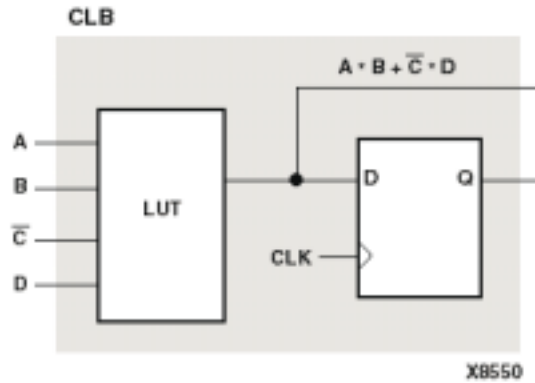 CLB
A • B + C̅ • D
A
B
C̅
D
LUT
D
Q
CLK
X8550